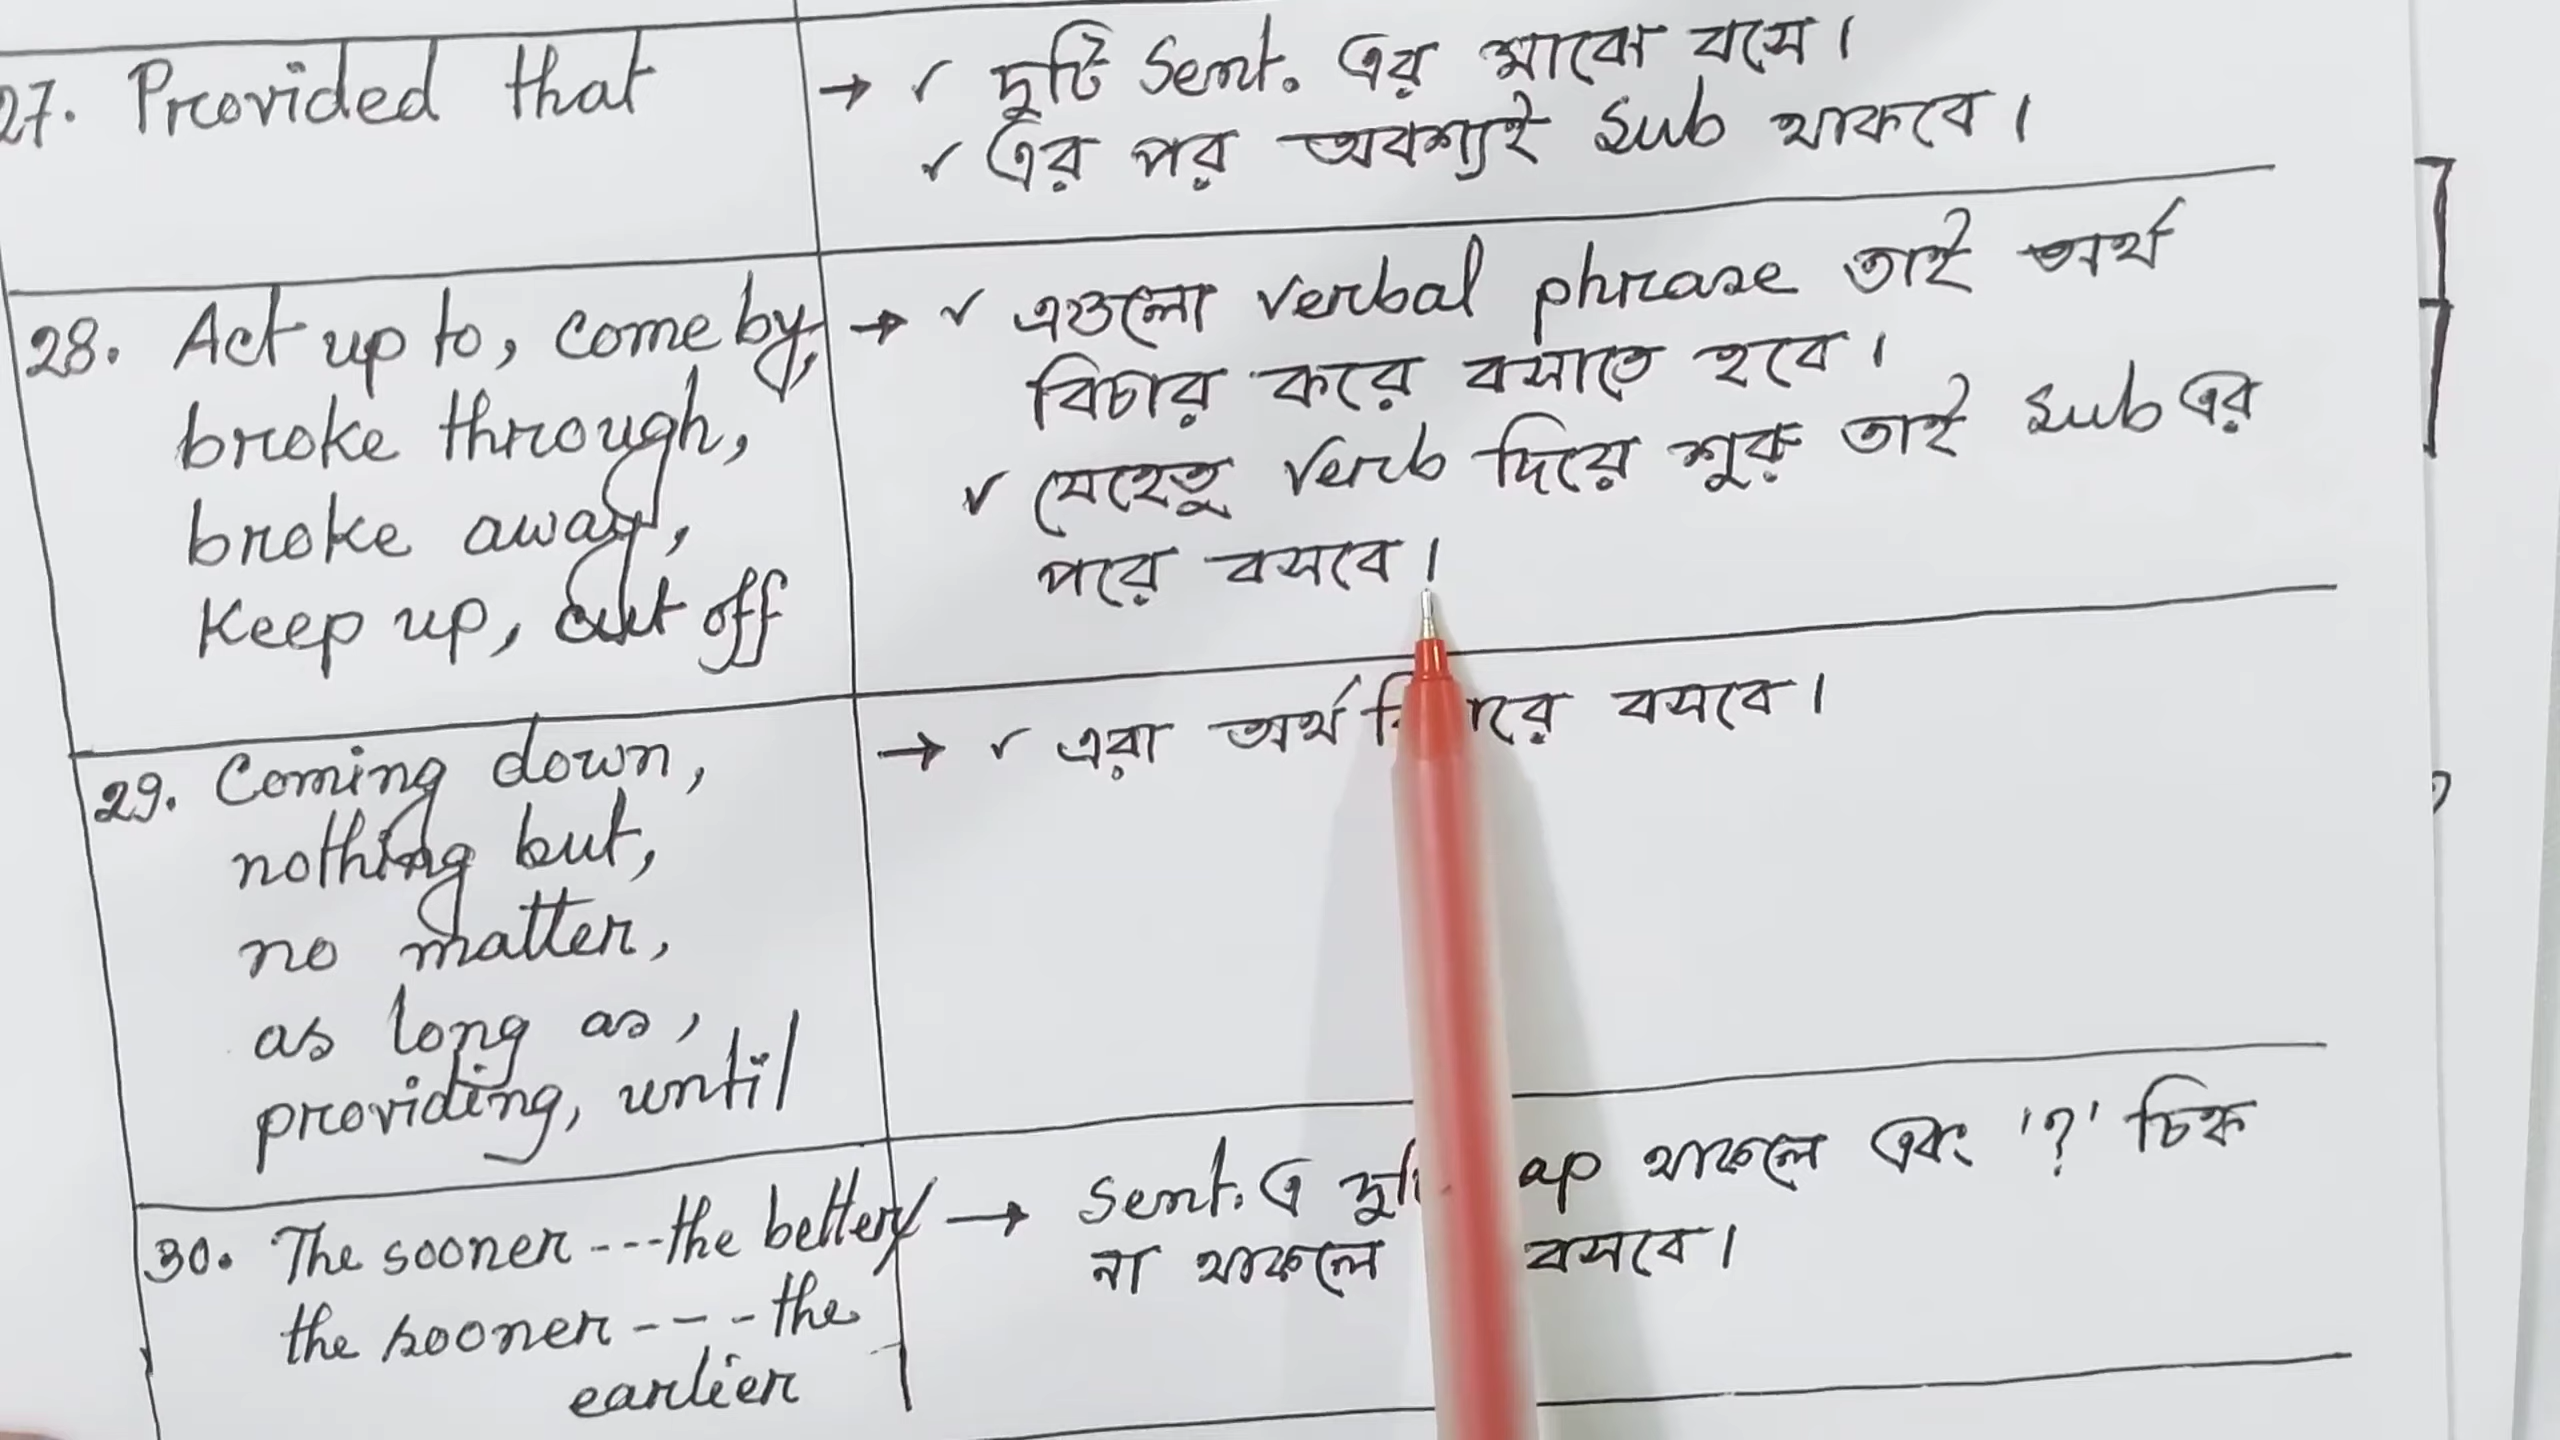 27. Provided that → ✓ দুটি Sent. এর মাঝে বসে।
✓ এর পর অবশ্যই sub থাকবে।
28. Act up to, come by, → ✓ এগুলো verbal phrase তাই অর্থ
বিচার করে বসাতে হবে।
broke through,
✓ যেহেতু Verb দিয়ে শুরু তাই sub এর
broke away,
পরে বসবে।
Keep up, cut off
29. Coming down, → ✓ এরা অর্থ বসবে।
nothing but,
no matter,
as long as,
providing, until
30. The sooner ---the better/ → Sent. এ থাকলে এবং '?' চিহ্ন
না থাকলে বসবে।
the sooner ----the
earlier